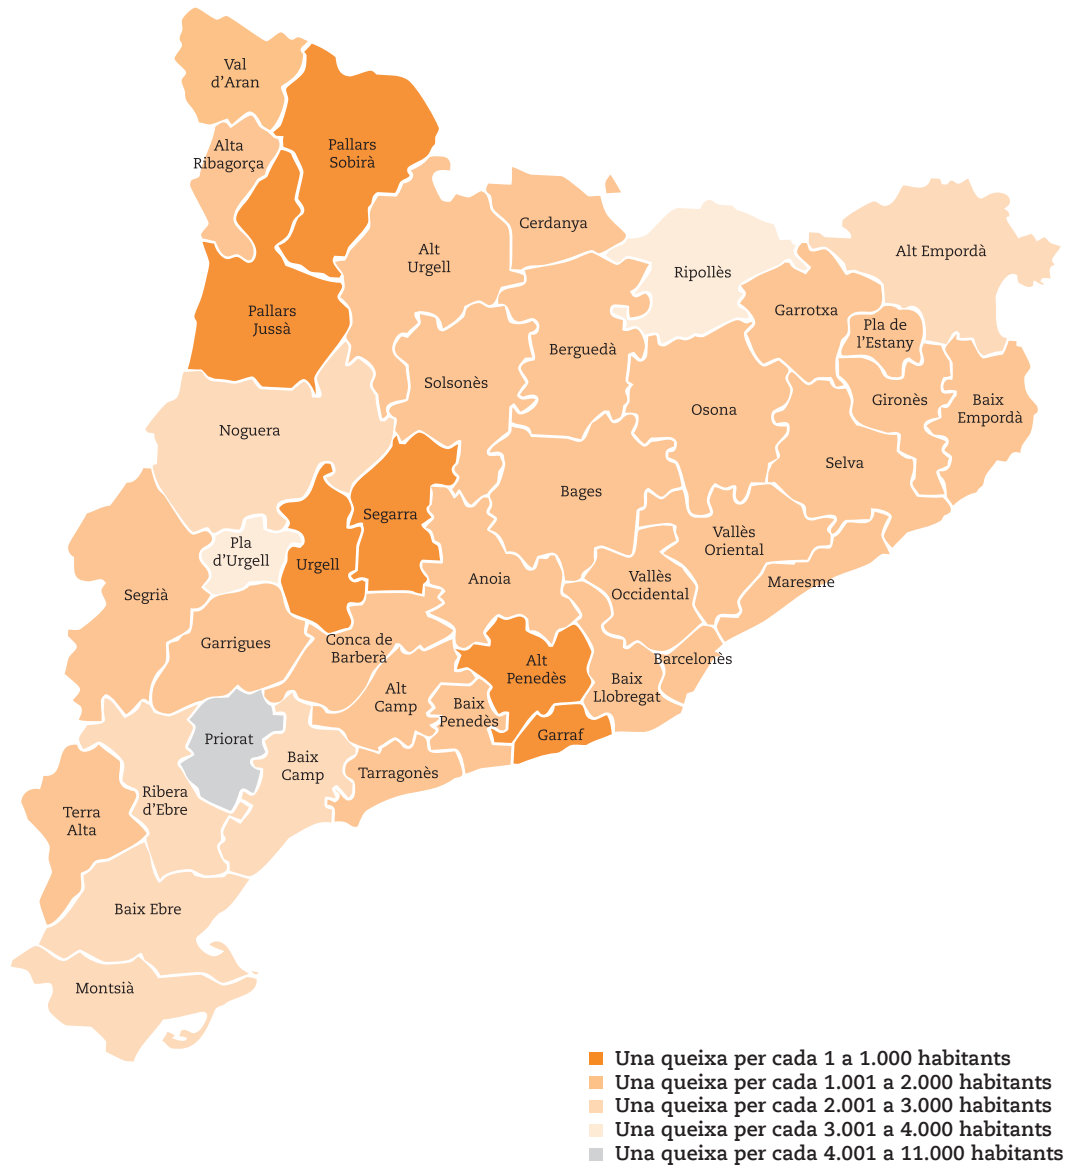 Val
d’Aran
Alta
Ribagorça
Pallars
Sobirà
Cerdanya
Alt
Urgell
Ripollès
Alt Empordà
Pallars
Jussà
Garrotxa
Pla de
l’Estany
Berguedà
Solsonès
Osona
Gironès
Baix
Empordà
Noguera
Selva
Bages
Segarra
Pla
d’Urgell
Urgell
Vallès
Oriental
Anoia
Vallès
Occidental
Maresme
Segrià
Garrigues
Conca de
Barberà
Alt
Penedès
Barcelonès
Baix
Llobregat
Alt
Camp
Baix
Penedès
Priorat
Garraf
Baix
Camp
Tarragonès
Ribera
d’Ebre
Terra
Alta
Baix Ebre
Montsià
Una queixa per cada 1 a 1.000 habitants
Una queixa per cada 1.001 a 2.000 habitants
Una queixa per cada 2.001 a 3.000 habitants
Una queixa per cada 3.001 a 4.000 habitants
Una queixa per cada 4.001 a 11.000 habitants